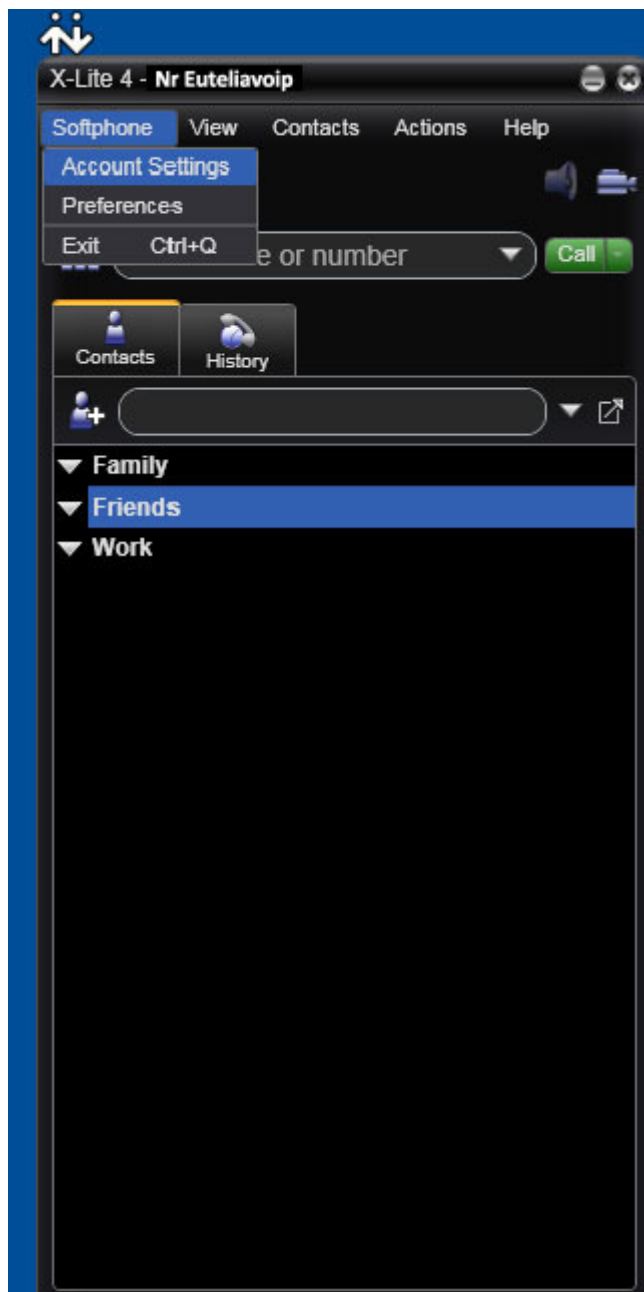 X-Lite 4 - Nr Euteliavoip
Softphone View Contacts Actions Help
Account Settings
Preferences
Exit Ctrl+Q
e or number Call
Contacts History
Family
Friends
Work